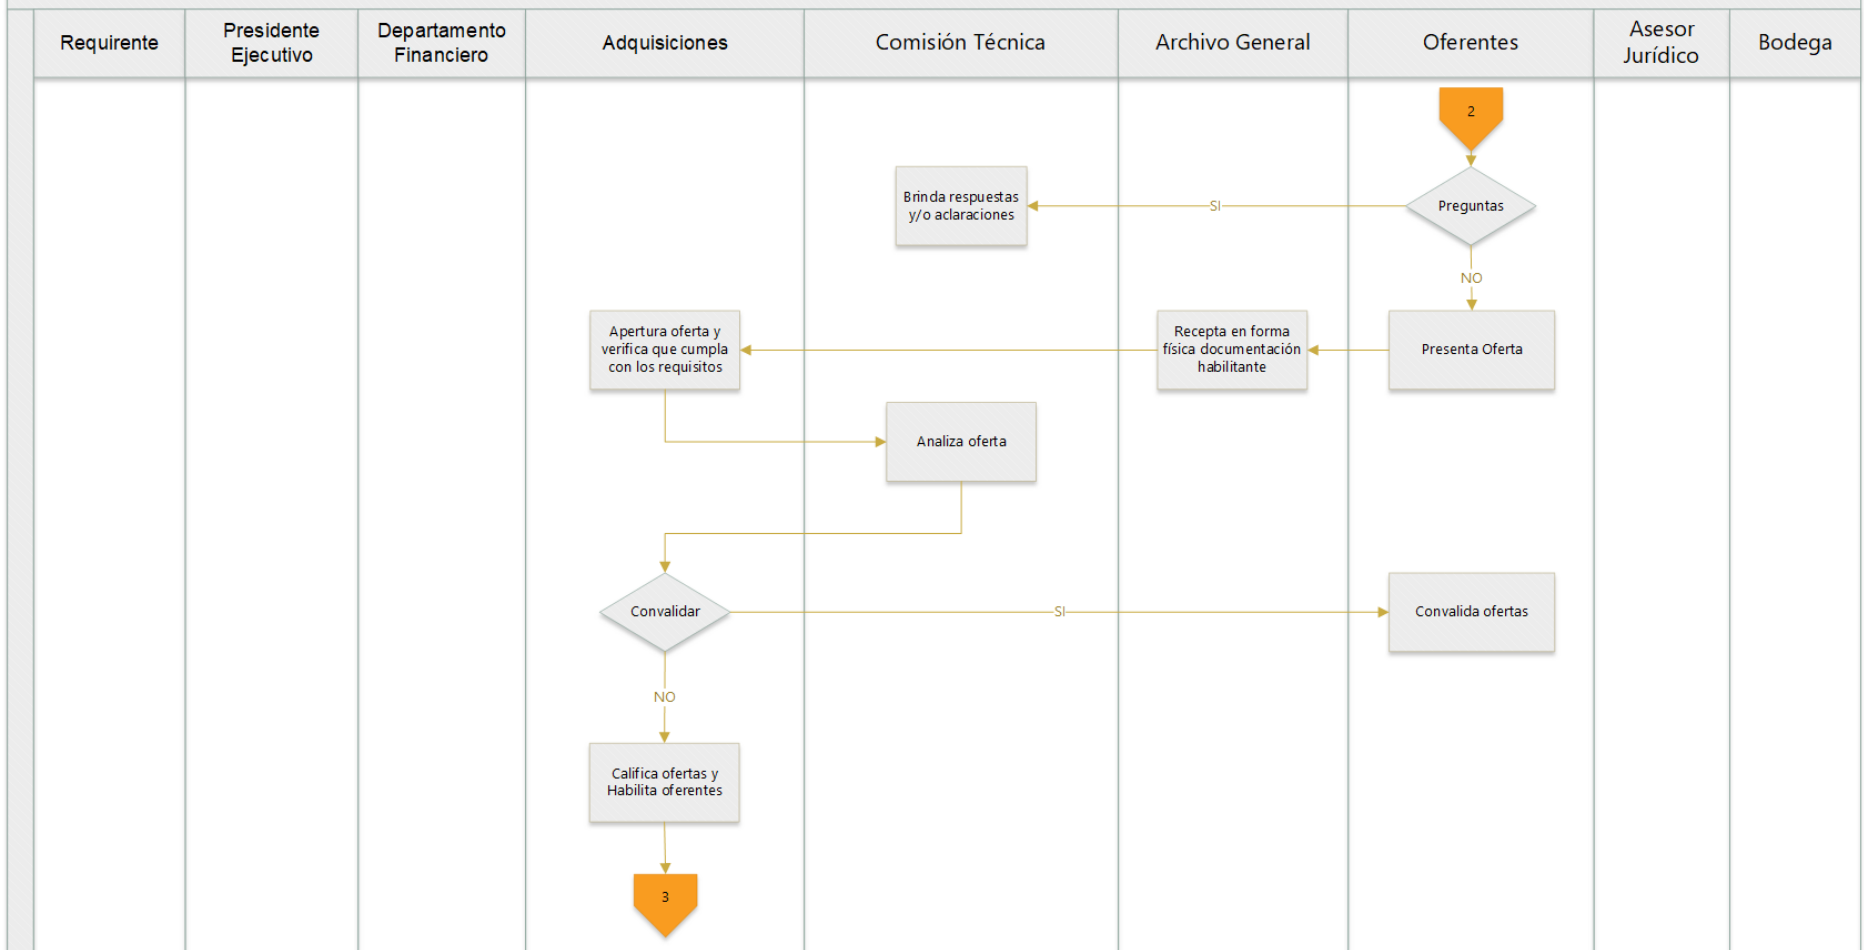 Requirente
Presidente
Ejecutivo
Departamento
Financiero
Adquisiciones
Comisión Técnica
Archivo General
Oferentes
Asesor
Jurídico
Bodega
2
Brinda respuestas
y/o aclaraciones
SI
Preguntas
NO
Apertura oferta y
verifica que cumpla
con los requisitos
Recepta en forma
física documentación
habilitante
Presenta Oferta
Analiza oferta
Convalidar
SI
Convalida ofertas
NO
Califica ofertas y
Habilita oferentes
3